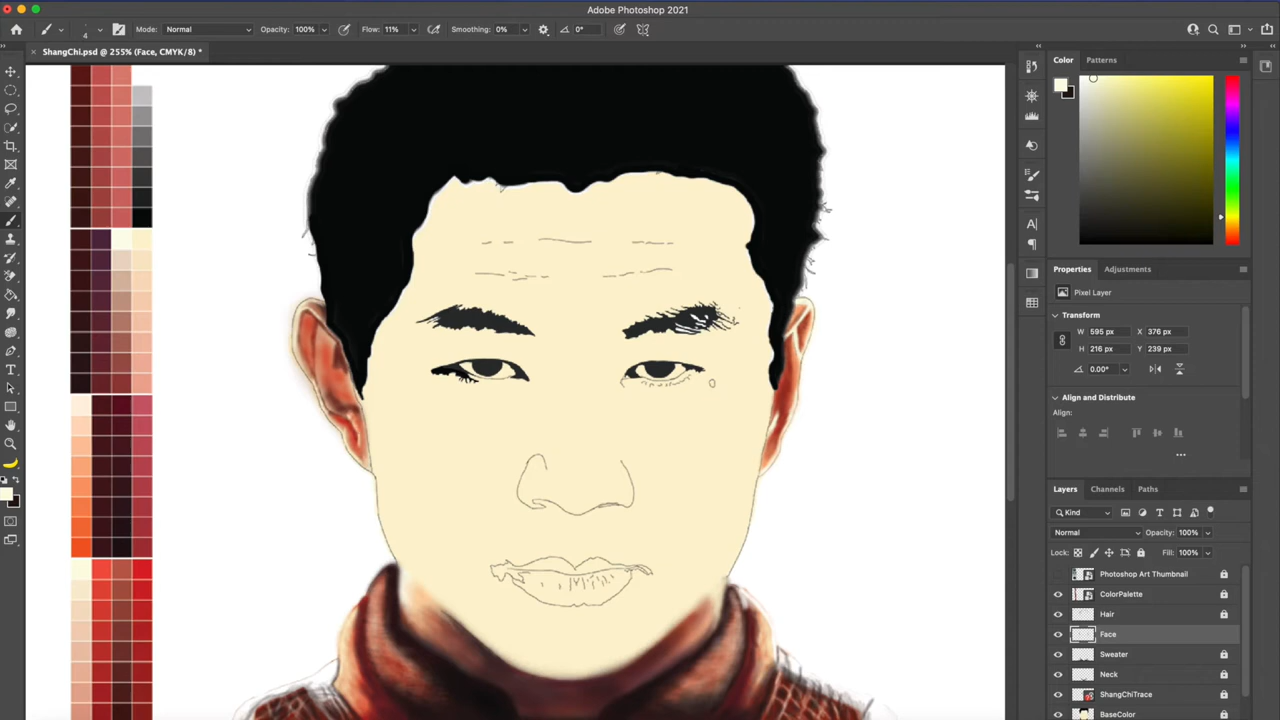 Adobe Photoshop 2021
4 Mode: Normal Opacity: 100% Flow: 11% Smoothing: 0% 0°
ShangChi.psd @ 255% (Face, CMYK/8) *
Color Patterns
Properties Adjustments
Pixel Layer
Transform
W 595 px X 376 px
H 216 px Y 239 px
0.00°
Align and Distribute
Align:
Layers Channels Paths
Kind
Normal Opacity: 100%
Lock: Fill: 100%
Photoshop Art Thumbnail
ColorPalette
Hair
Face
Sweater
Neck
ShangChiTrace
BaseColor